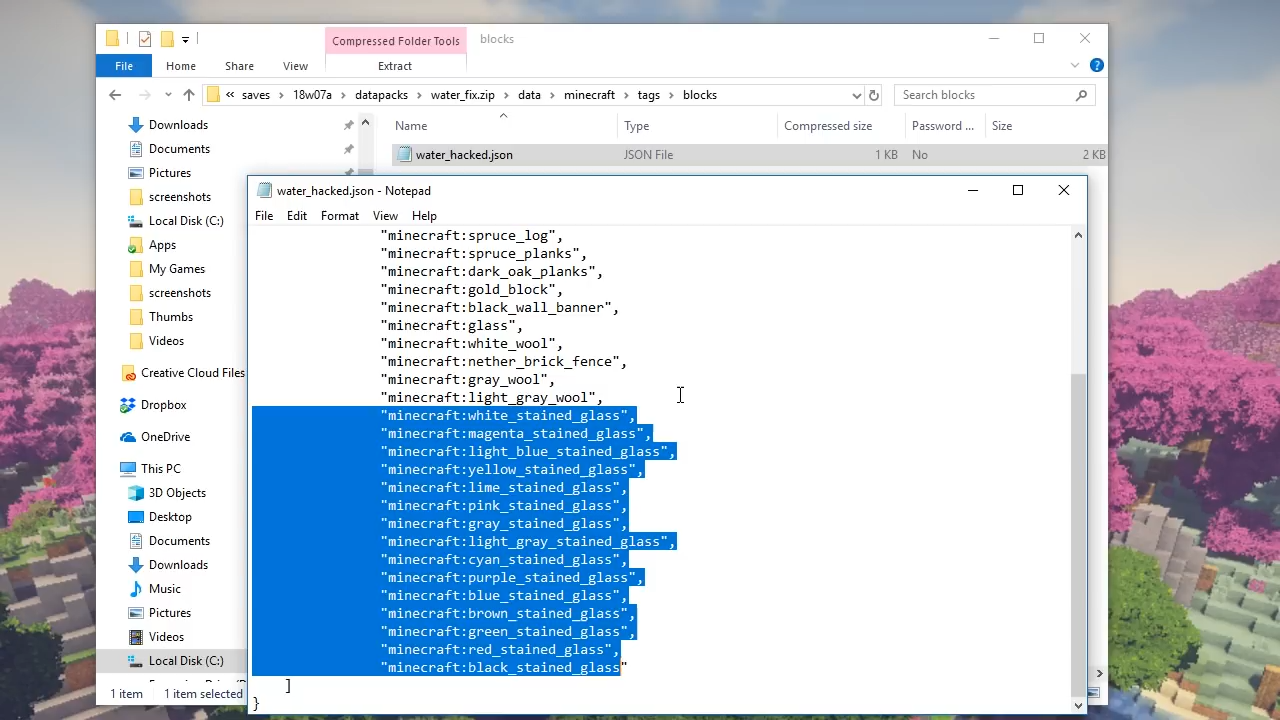 Compressed Folder Tools
blocks
File
Home
Share
View
Extract
« saves > 18w07a > datapacks > water_fix.zip > data > minecraft > tags > blocks
Search blocks
Name
Type
Compressed size
Password ...
Size
water_hacked.json
JSON File
1 KB
No
2 KB
Downloads
Documents
Pictures
screenshots
Local Disk (C:)
Apps
My Games
screenshots
Thumbs
Videos
Creative Cloud Files
Dropbox
OneDrive
This PC
3D Objects
Desktop
Documents
Downloads
Music
Pictures
Videos
Local Disk (C:)
1 item
1 item selected
water_hacked.json - Notepad
File
Edit
Format
View
Help
"minecraft:spruce_log",
"minecraft:spruce_planks",
"minecraft:dark_oak_planks",
"minecraft:gold_block",
"minecraft:black_wall_banner",
"minecraft:glass",
"minecraft:white_wool",
"minecraft:nether_brick_fence",
"minecraft:gray_wool",
"minecraft:light_gray_wool",
"minecraft:white_stained_glass",
"minecraft:magenta_stained_glass",
"minecraft:light_blue_stained_glass",
"minecraft:yellow_stained_glass",
"minecraft:lime_stained_glass",
"minecraft:pink_stained_glass",
"minecraft:gray_stained_glass",
"minecraft:light_gray_stained_glass",
"minecraft:cyan_stained_glass",
"minecraft:purple_stained_glass",
"minecraft:blue_stained_glass",
"minecraft:brown_stained_glass",
"minecraft:green_stained_glass",
"minecraft:red_stained_glass",
"minecraft:black_stained_glass"
]
}